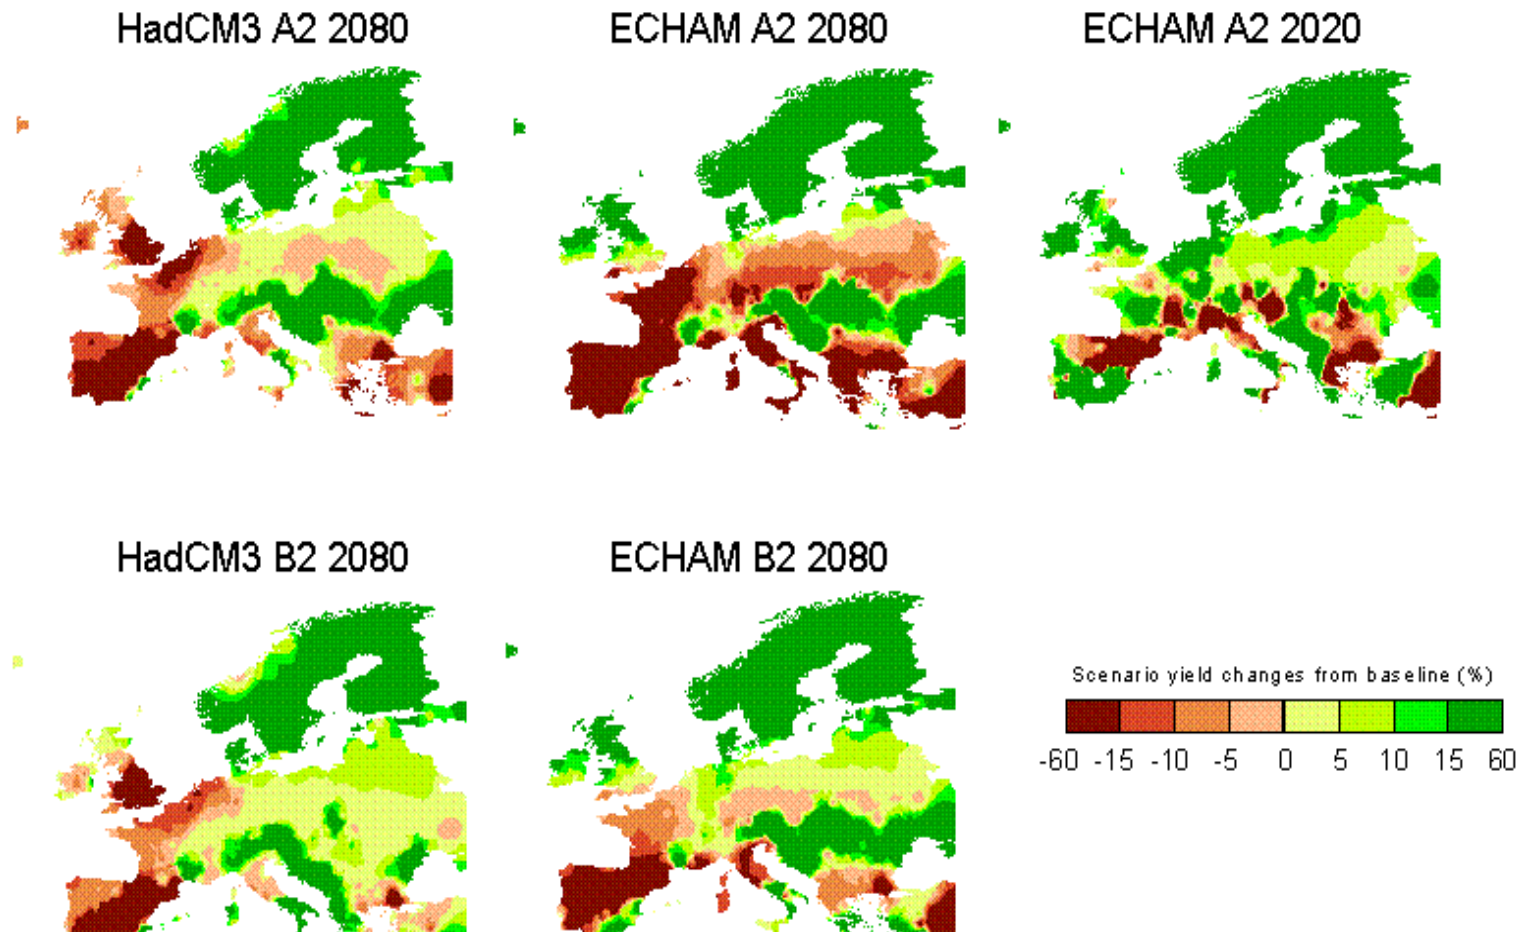 HadCM3 A2 2080
ECHAM A2 2080
ECHAM A2 2020
HadCM3 B2 2080
ECHAM B2 2080
Scenario yield changes from baseline (%)
-60 -15 -10 -5 0 5 10 15 60